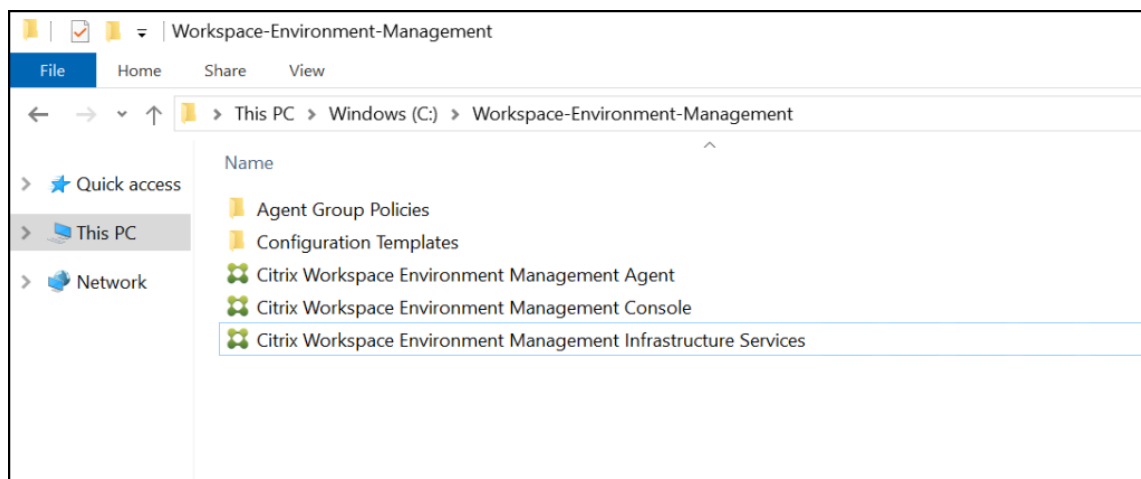 Workspace-Environment-Management
File Home Share View
This PC > Windows (C:) > Workspace-Environment-Management
Name
Quick access
This PC
Network
Agent Group Policies
Configuration Templates
Citrix Workspace Environment Management Agent
Citrix Workspace Environment Management Console
Citrix Workspace Environment Management Infrastructure Services